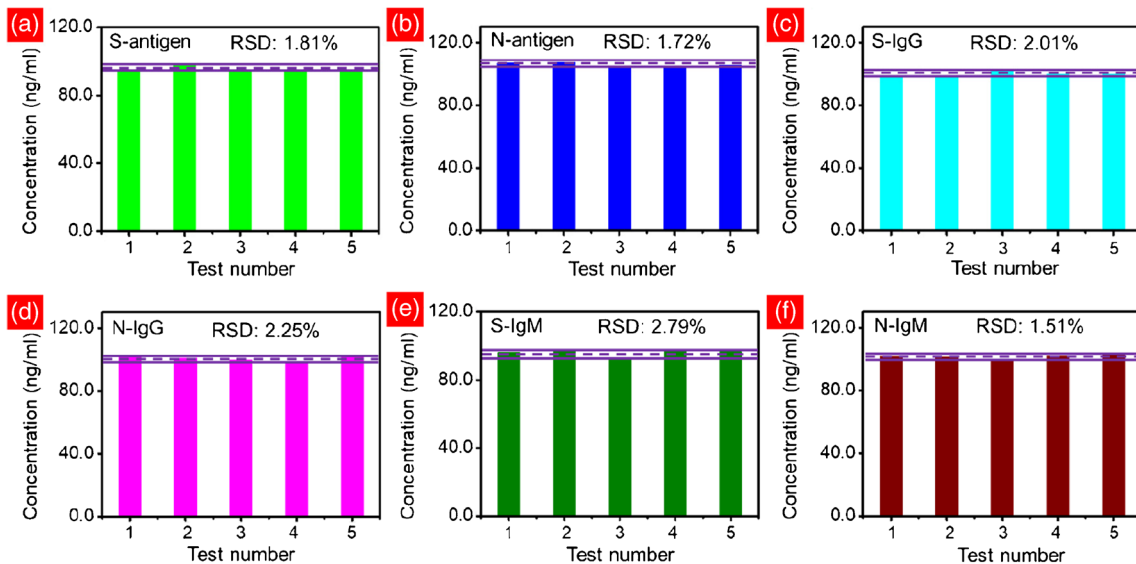 (a)
S-antigen RSD: 1.81%
Concentration (ng/ml)
120.0
80.0
40.0
0.0
1 2 3 4 5
Test number
(b)
N-antigen RSD: 1.72%
Concentration (ng/ml)
120.0
80.0
40.0
0.0
1 2 3 4 5
Test number
(c)
S-IgG RSD: 2.01%
Concentration (ng/ml)
120.0
80.0
40.0
0.0
1 2 3 4 5
Test number
(d)
N-IgG RSD: 2.25%
Concentration (ng/ml)
120.0
80.0
40.0
0.0
1 2 3 4 5
Test number
(e)
S-IgM RSD: 2.79%
Concentration (ng/ml)
120.0
80.0
40.0
0.0
1 2 3 4 5
Test number
(f)
N-IgM RSD: 1.51%
Concentration (ng/ml)
120.0
80.0
40.0
0.0
1 2 3 4 5
Test number